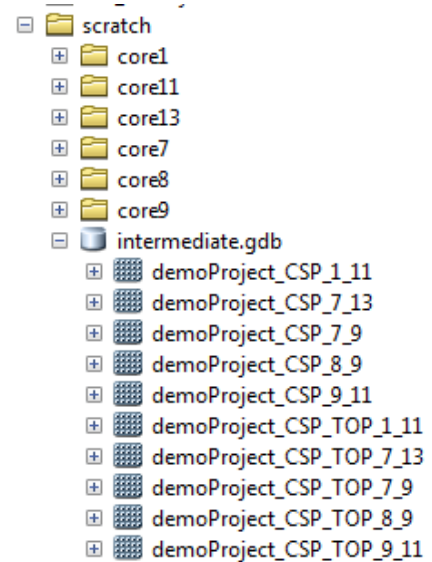 scratch
core1
core11
core13
core7
core8
core9
intermediate.gdb
demoProject_CSP_1_11
demoProject_CSP_7_13
demoProject_CSP_7_9
demoProject_CSP_8_9
demoProject_CSP_9_11
demoProject_CSP_TOP_1_11
demoProject_CSP_TOP_7_13
demoProject_CSP_TOP_7_9
demoProject_CSP_TOP_8_9
demoProject_CSP_TOP_9_11